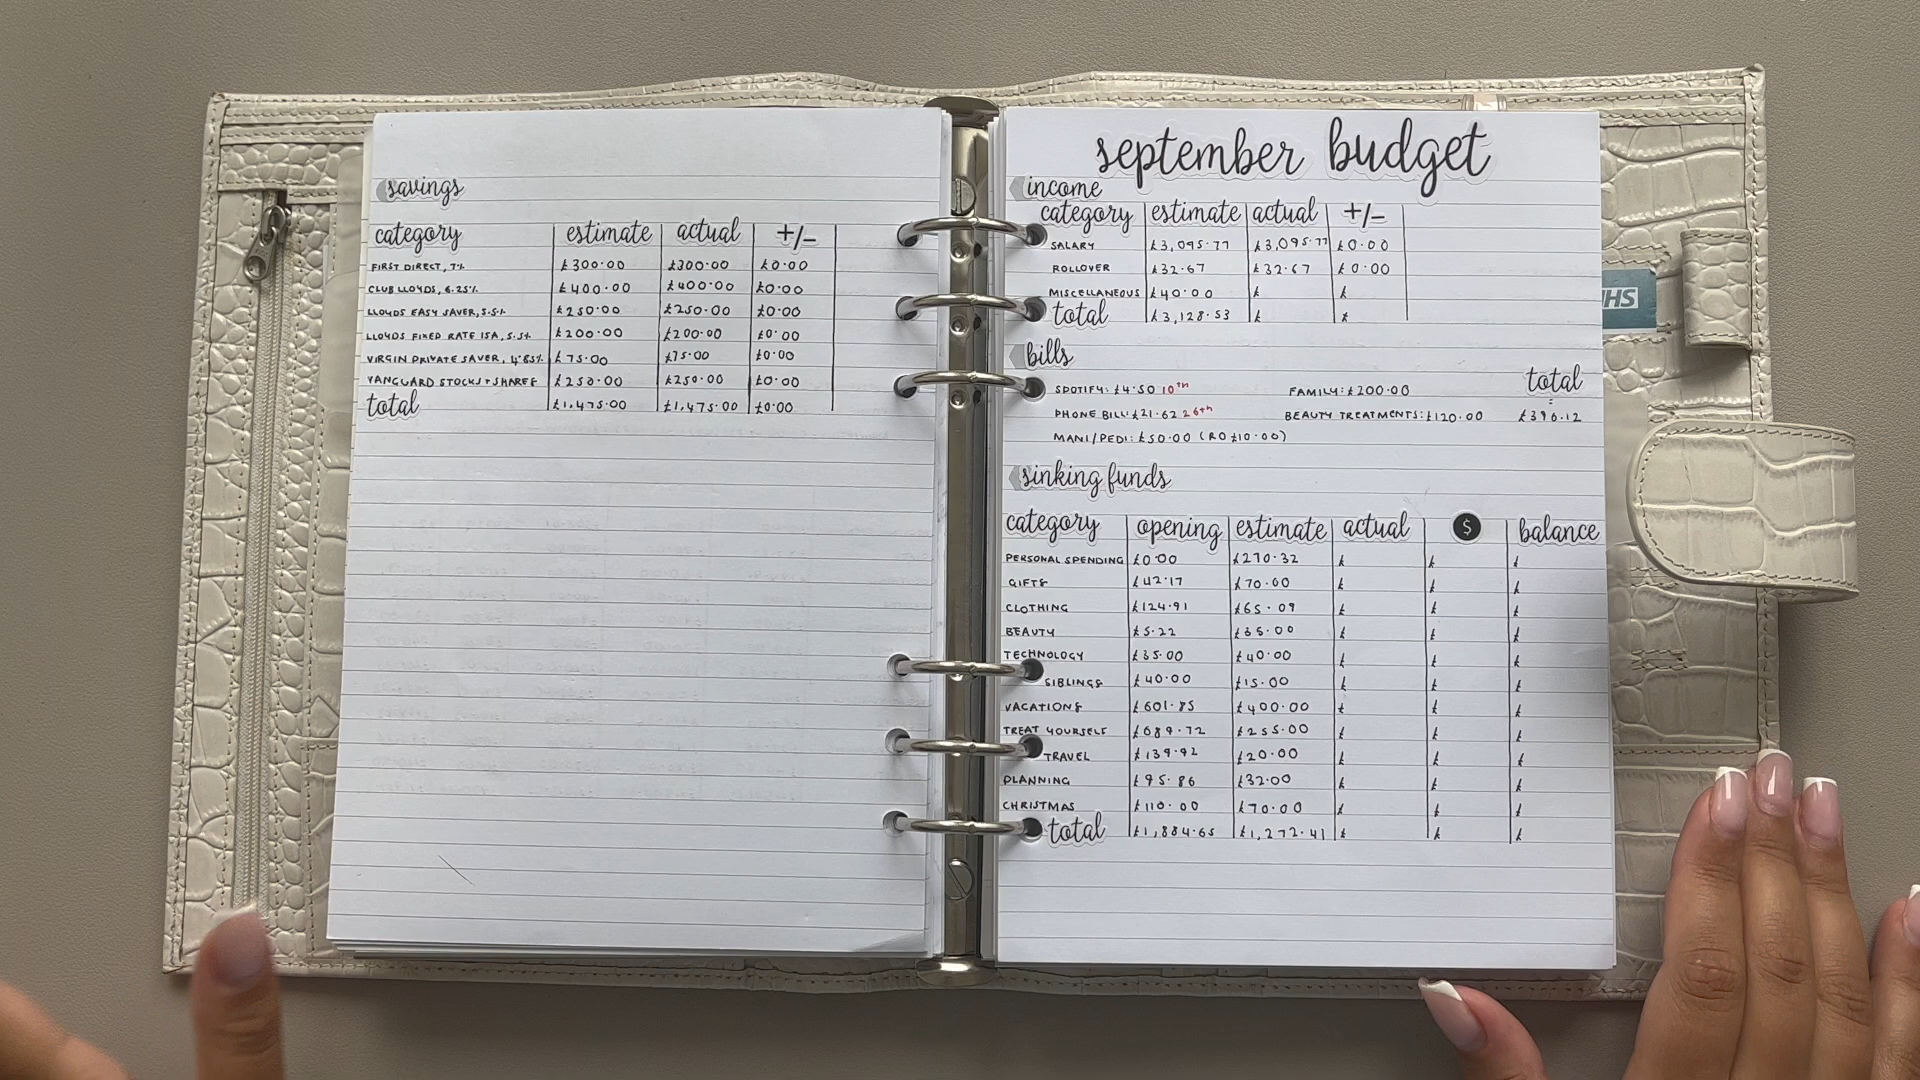 savings
category estimate actual +/-
FIRST DIRECT, 7% £300.00 £300.00 £0.00
CLUB LLOYDS, 6.25% £400.00 £400.00 £0.00
LLOYDS EASY SAVER, 5.5% £250.00 £250.00 £0.00
LLOYDS FIXED RATE ISA, 5.5% £200.00 £200.00 £0.00
VIRGIN PRIVATE SAVER, 4.85% £75.00 £75.00 £0.00
VANGUARD STOCKS + SHARES £250.00 £250.00 £0.00
total £1,475.00 £1,475.00 £0.00
september budget
income
category estimate actual +/-
SALARY £3,095.77 £3,095.77 £0.00
ROLLOVER £32.67 £32.67 £0.00
MISCELLANEOUS £40.00 £ £
total £3,128.53 £ £
bills
SPOTIFY: £4.50 10th FAMILY: £200.00 total
PHONE BILL: £21.62 26th BEAUTY TREATMENTS: £120.00 £396.12
MANI/PEDI: £50.00 (RO £10.00)
sinking funds
category opening estimate actual $ balance
PERSONAL SPENDING £0.00 £270.32 £ £ £
GIFTS £42.17 £70.00 £ £ £
CLOTHING £124.91 £65.09 £ £ £
BEAUTY £5.22 £35.00 £ £ £
TECHNOLOGY £35.00 £40.00 £ £ £
SIBLINGS £40.00 £15.00 £ £ £
VACATIONS £601.85 £400.00 £ £ £
TREAT YOURSELF £689.72 £255.00 £ £ £
TRAVEL £139.92 £20.00 £ £ £
PLANNING £95.86 £32.00 £ £ £
CHRISTMAS £110.00 £70.00 £ £ £
total £1,884.65 £1,272.41 £ £ £
NHS